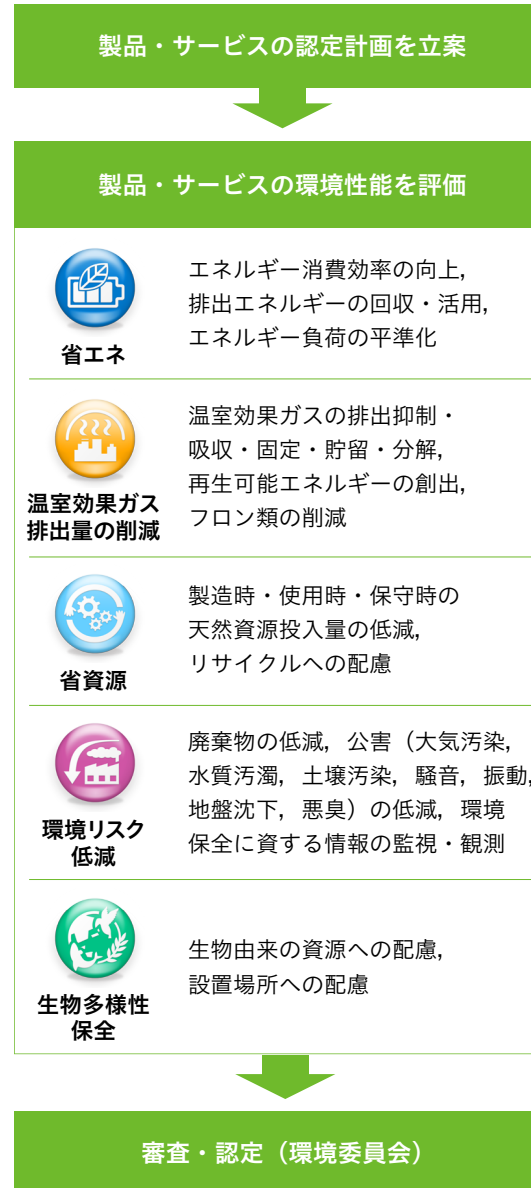 製品・サービスの認定計画を立案
製品・サービスの環境性能を評価
省エネ
エネルギー消費効率の向上，
排出エネルギーの回収・活用，
エネルギー負荷の平準化
温室効果ガス
排出量の削減
温室効果ガスの排出抑制・
吸収・固定・貯留・分解，
再生可能エネルギーの創出，
フロン類の削減
省資源
製造時・使用時・保守時の
天然資源投入量の低減，
リサイクルへの配慮
環境リスク
低減
廃棄物の低減，公害（大気汚染，
水質汚濁，土壌汚染，騒音，振動，
地盤沈下，悪臭）の低減，環境
保全に資する情報の監視・観測
生物多様性
保全
生物由来の資源への配慮，
設置場所への配慮
審査・認定（環境委員会）